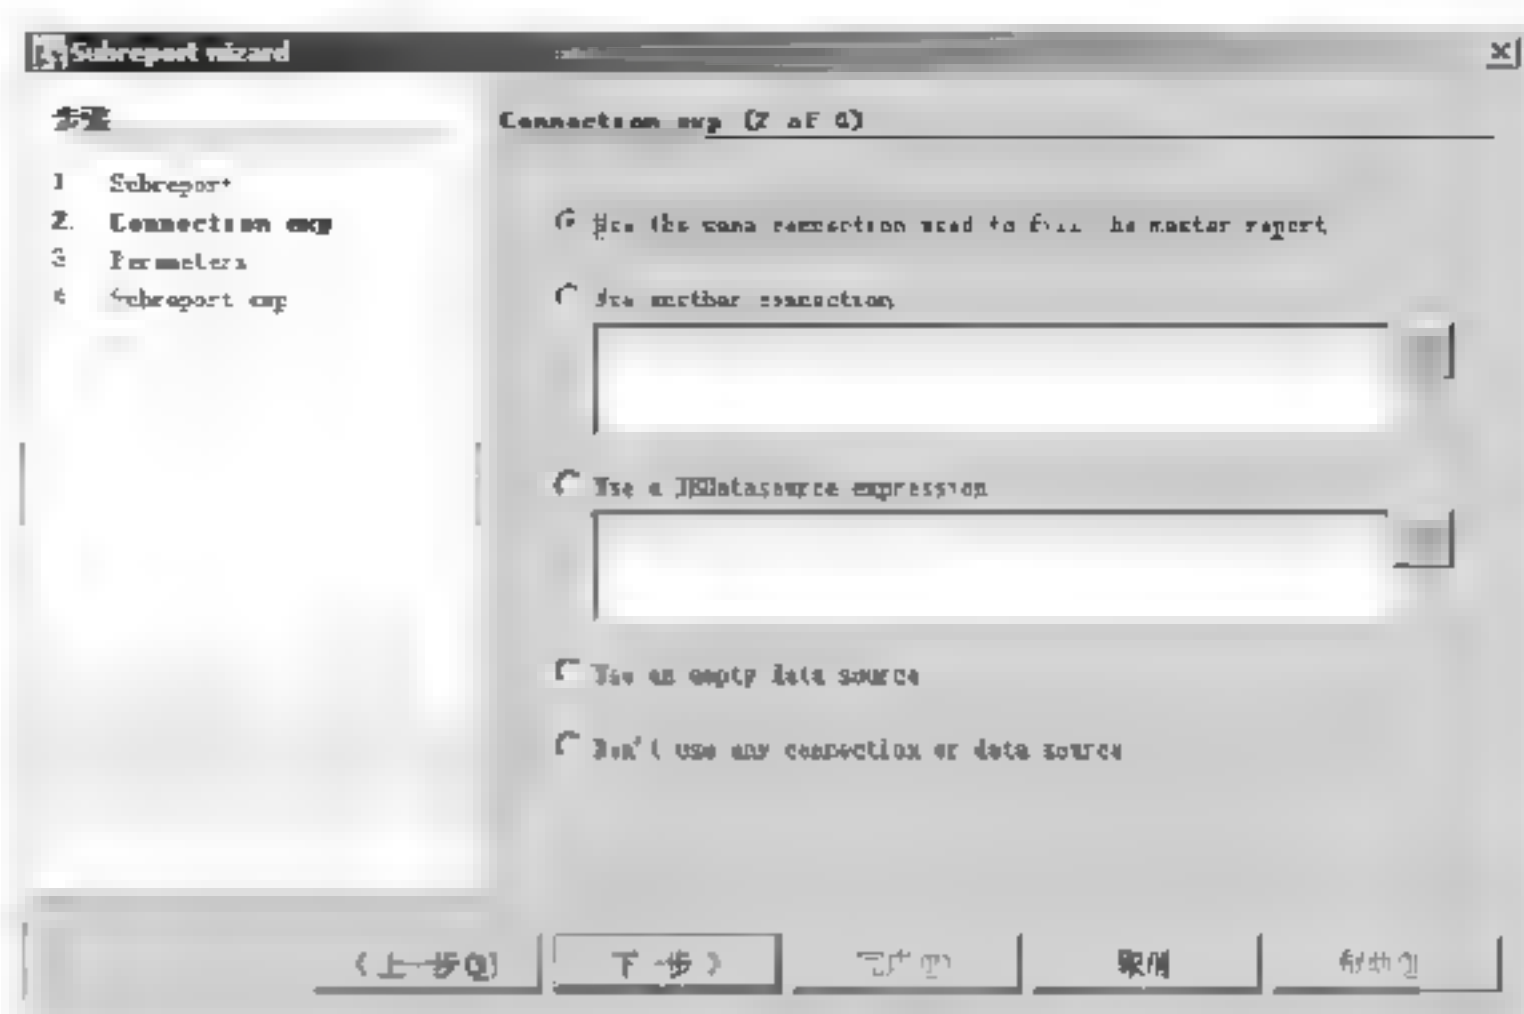 Subreport wizard
步骤
Connection exp (2 of 4)
1 Subreport
2. Connection exp
3 Parameters
4 Subreport exp
Use the same connection used to fill the master report
Use another connection
Use a JRDatasource expression
Use an empty data source
Don't use any connection or data source
<上一步
下一步>
取消